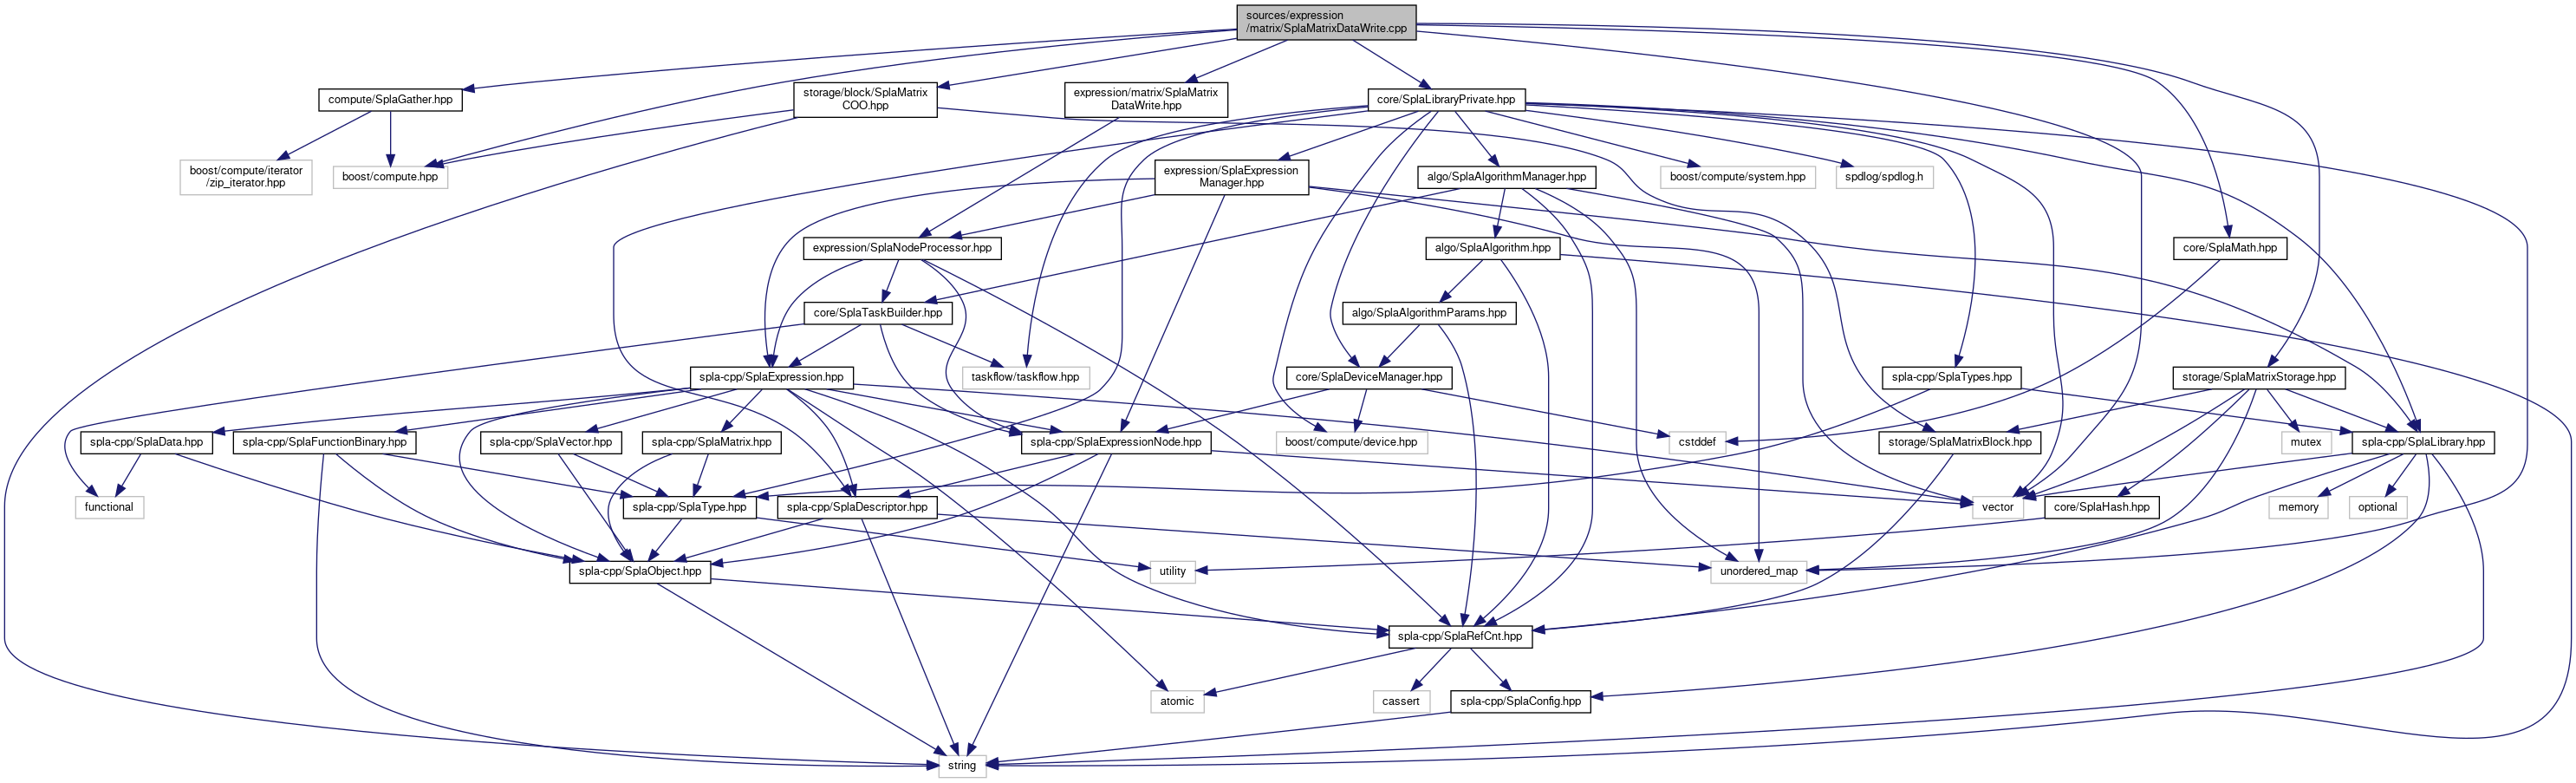 sources/expression
/matrix/SplaMatrixDataWrite.cpp
compute/SplaGather.hpp
storage/block/SplaMatrix
COO.hpp
expression/matrix/SplaMatrix
DataWrite.hpp
core/SplaLibraryPrivate.hpp
boost/compute/iterator
/zip_iterator.hpp
boost/compute.hpp
expression/SplaExpression
Manager.hpp
algo/SplaAlgorithmManager.hpp
boost/compute/system.hpp
spdlog/spdlog.h
expression/SplaNodeProcessor.hpp
algo/SplaAlgorithm.hpp
core/SplaMath.hpp
core/SplaTaskBuilder.hpp
algo/SplaAlgorithmParams.hpp
spla-cpp/SplaExpression.hpp
taskflow/taskflow.hpp
core/SplaDeviceManager.hpp
spla-cpp/SplaTypes.hpp
storage/SplaMatrixStorage.hpp
spla-cpp/SplaData.hpp
spla-cpp/SplaFunctionBinary.hpp
spla-cpp/SplaVector.hpp
spla-cpp/SplaMatrix.hpp
spla-cpp/SplaExpressionNode.hpp
boost/compute/device.hpp
cstddef
storage/SplaMatrixBlock.hpp
mutex
spla-cpp/SplaLibrary.hpp
functional
spla-cpp/SplaType.hpp
spla-cpp/SplaDescriptor.hpp
vector
core/SplaHash.hpp
memory
optional
spla-cpp/SplaObject.hpp
utility
unordered_map
spla-cpp/SplaRefCnt.hpp
atomic
cassert
spla-cpp/SplaConfig.hpp
string